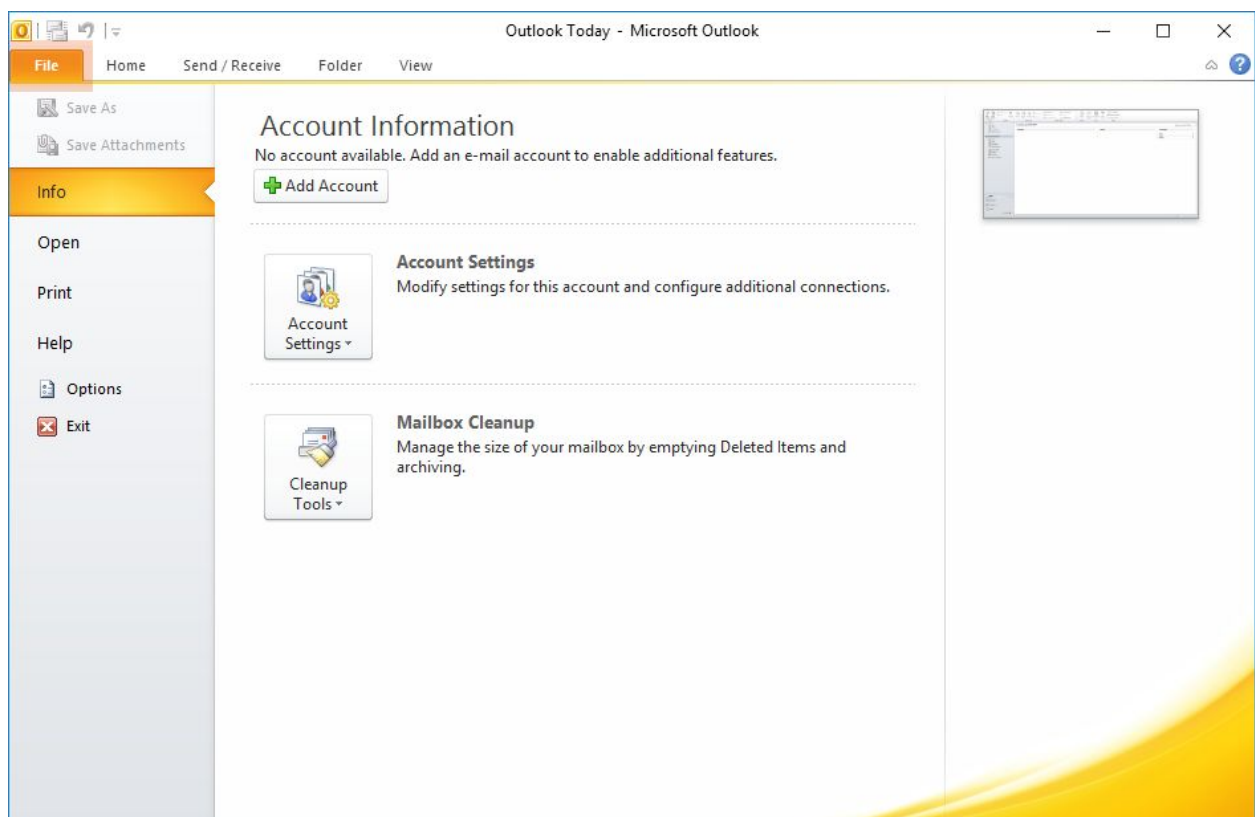 Outlook Today - Microsoft Outlook
File Home Send / Receive Folder View
Save As
Save Attachments
Info
Open
Print
Help
Options
Exit
Account Information
No account available. Add an e-mail account to enable additional features.
Add Account
Account Settings
Modify settings for this account and configure additional connections.
Account
Settings
Mailbox Cleanup
Manage the size of your mailbox by emptying Deleted Items and
archiving.
Cleanup
Tools